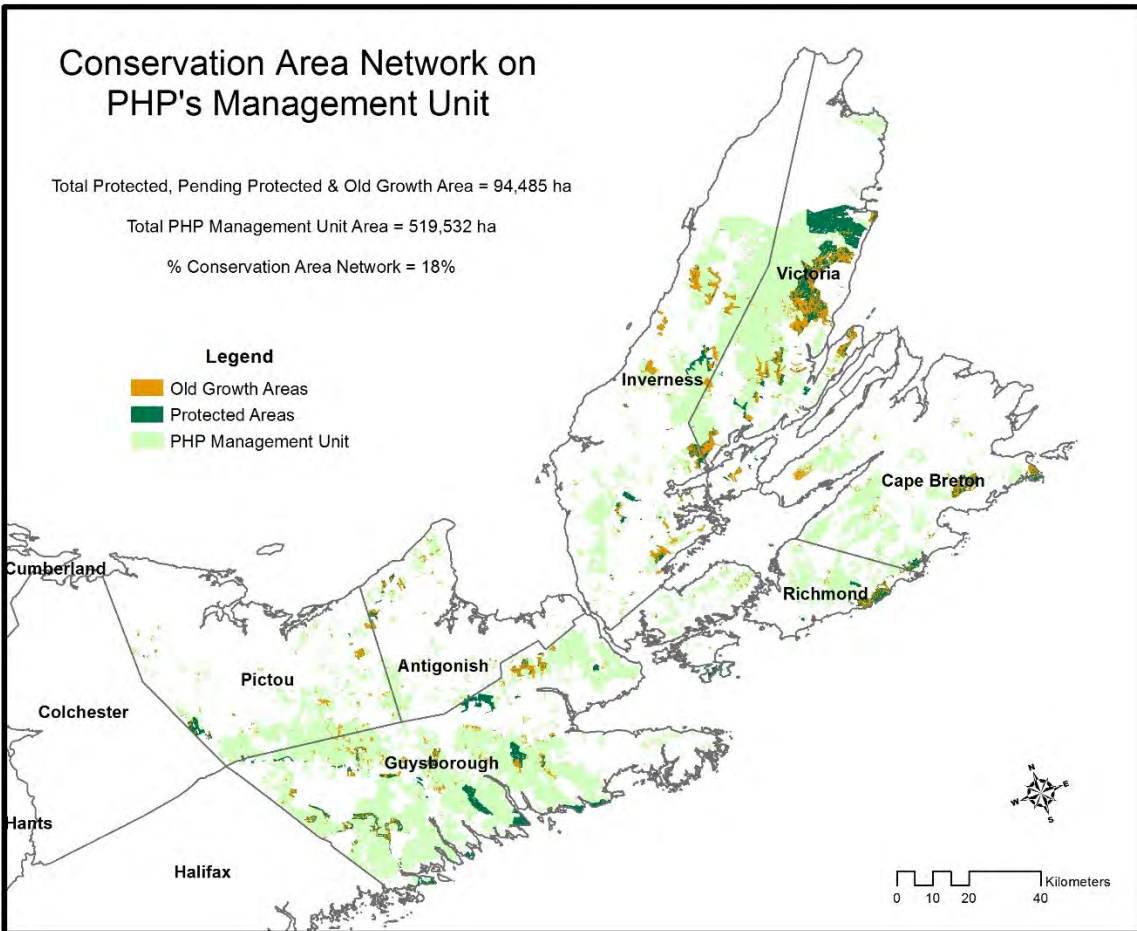 Conservation Area Network on
PHP's Management Unit
Total Protected, Pending Protected & Old Growth Area = 94,485 ha
Total PHP Management Unit Area = 519,532 ha
% Conservation Area Network = 18%
Legend
Old Growth Areas
Protected Areas
PHP Management Unit
Victoria
Inverness
Cape Breton
Richmond
Cumberland
Antigonish
Pictou
Colchester
Guysborough
Hants
Halifax
N
E
W
S
Kilometers
0 10 20 40